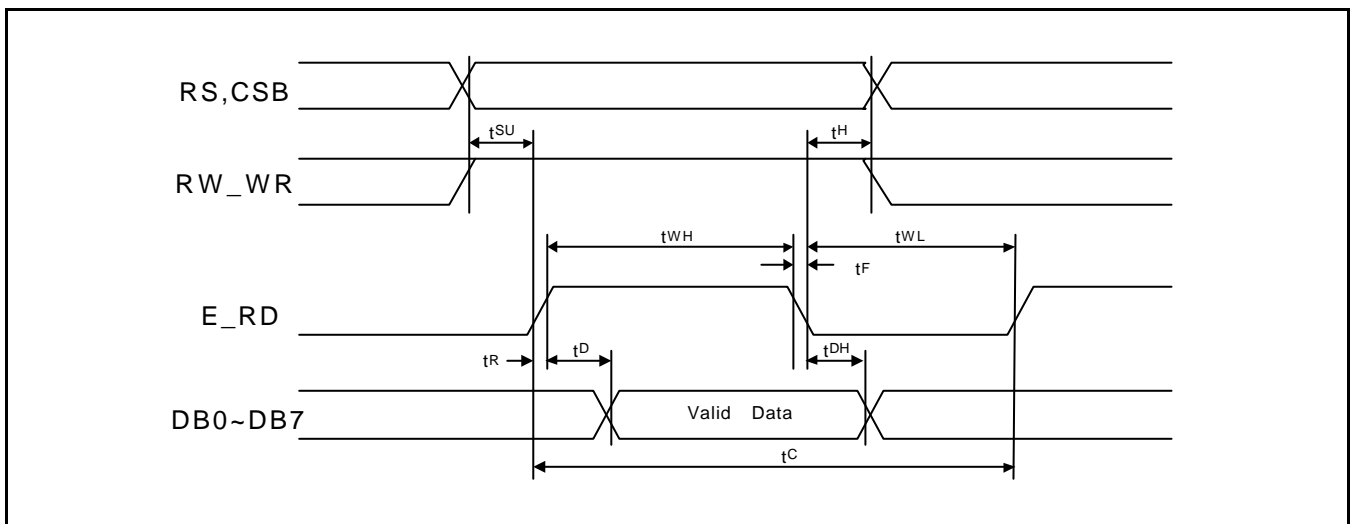 RS,CSB
tSU
tH
RW_WR
tWH
tWL
tF
E_RD
tR
tD
tDH
DB0~DB7
Valid Data
tC